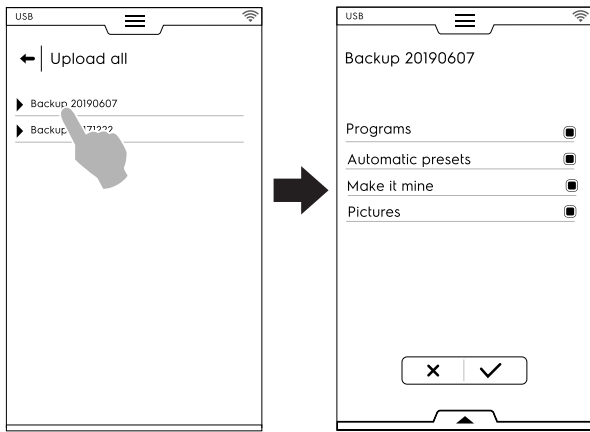 USB
Upload all
Backup 20190607
Backup
USB
Backup 20190607
Programs
Automatic presets
Make it mine
Pictures